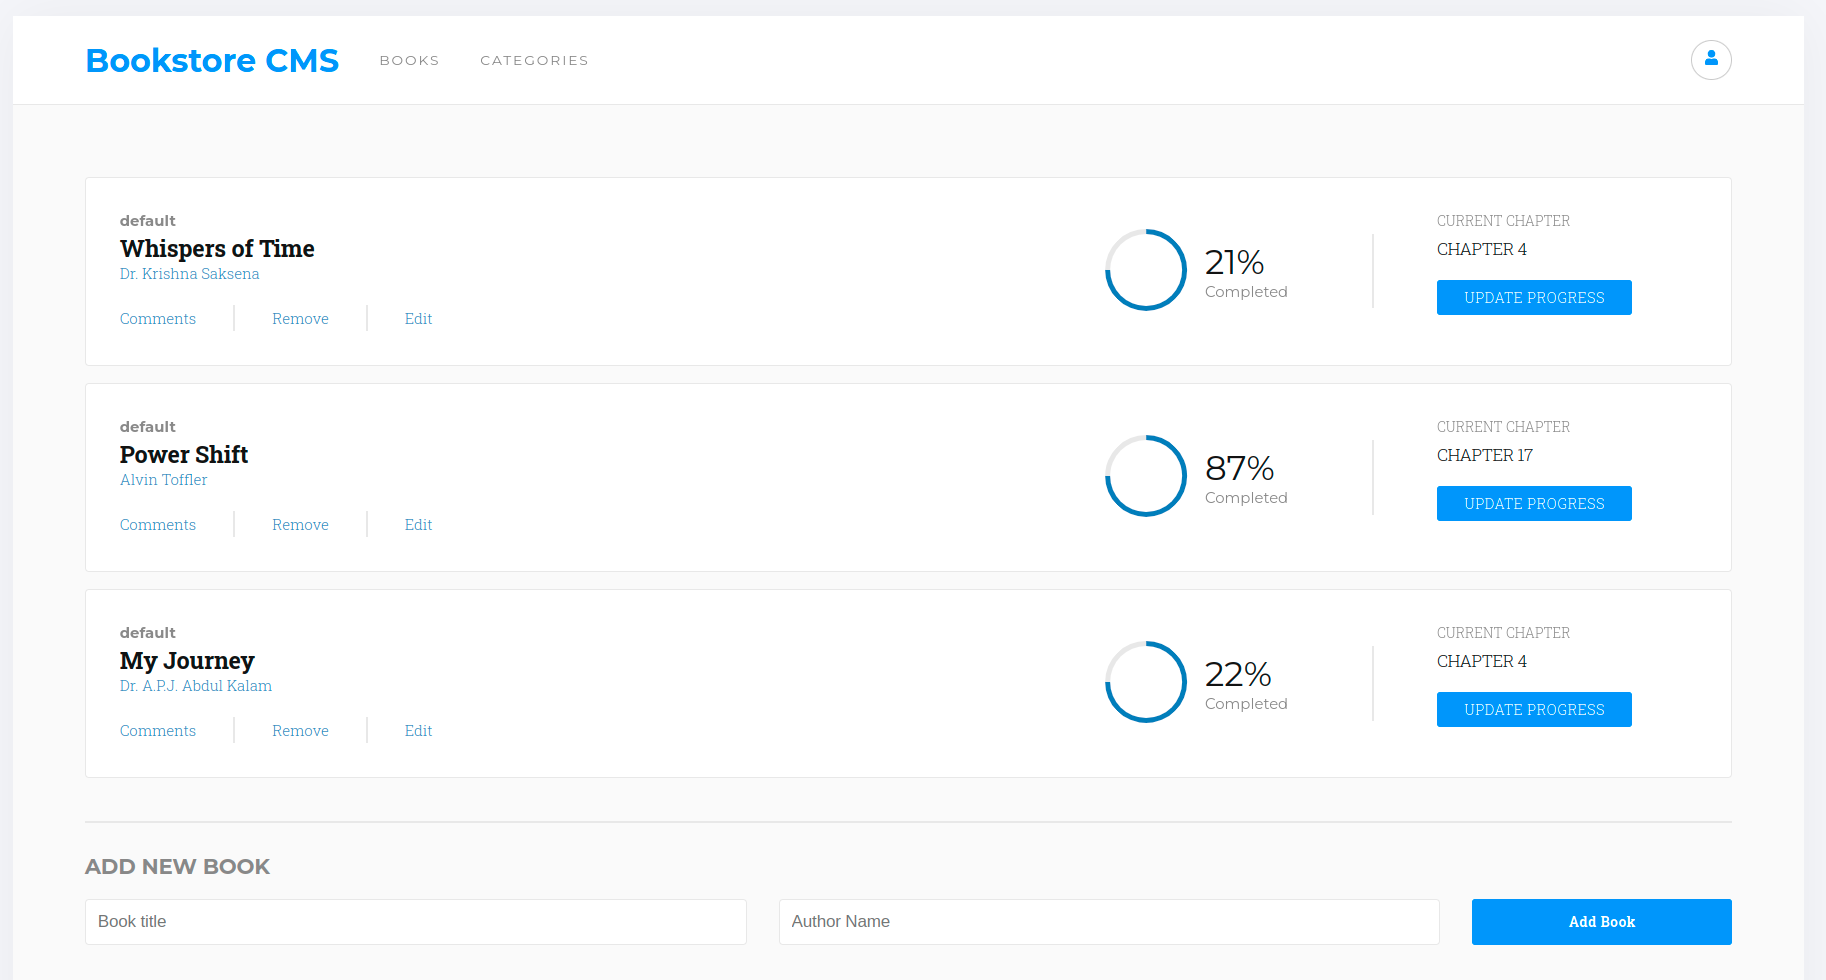 Bookstore CMS
BOOKS
CATEGORIES
default
Whispers of Time
Dr. Krishna Saksena
Comments
Remove
Edit
21%
Completed
CURRENT CHAPTER
CHAPTER 4
UPDATE PROGRESS
default
Power Shift
Alvin Toffler
Comments
Remove
Edit
87%
Completed
CURRENT CHAPTER
CHAPTER 17
UPDATE PROGRESS
default
My Journey
Dr. A.P.J. Abdul Kalam
Comments
Remove
Edit
22%
Completed
CURRENT CHAPTER
CHAPTER 4
UPDATE PROGRESS
ADD NEW BOOK
Book title
Author Name
Add Book